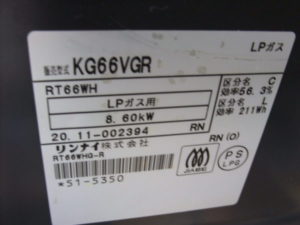 LPガス
販売型式 KG66VGR
RT66WH
区分名 C
効率56.3%
区分名 L
効率 211Wh
LPガス用
8.60kW
20.11-002394 RN
リンナイ株式会社 RN (O)
RT66WHG-R
*51-5350
PS
LPG